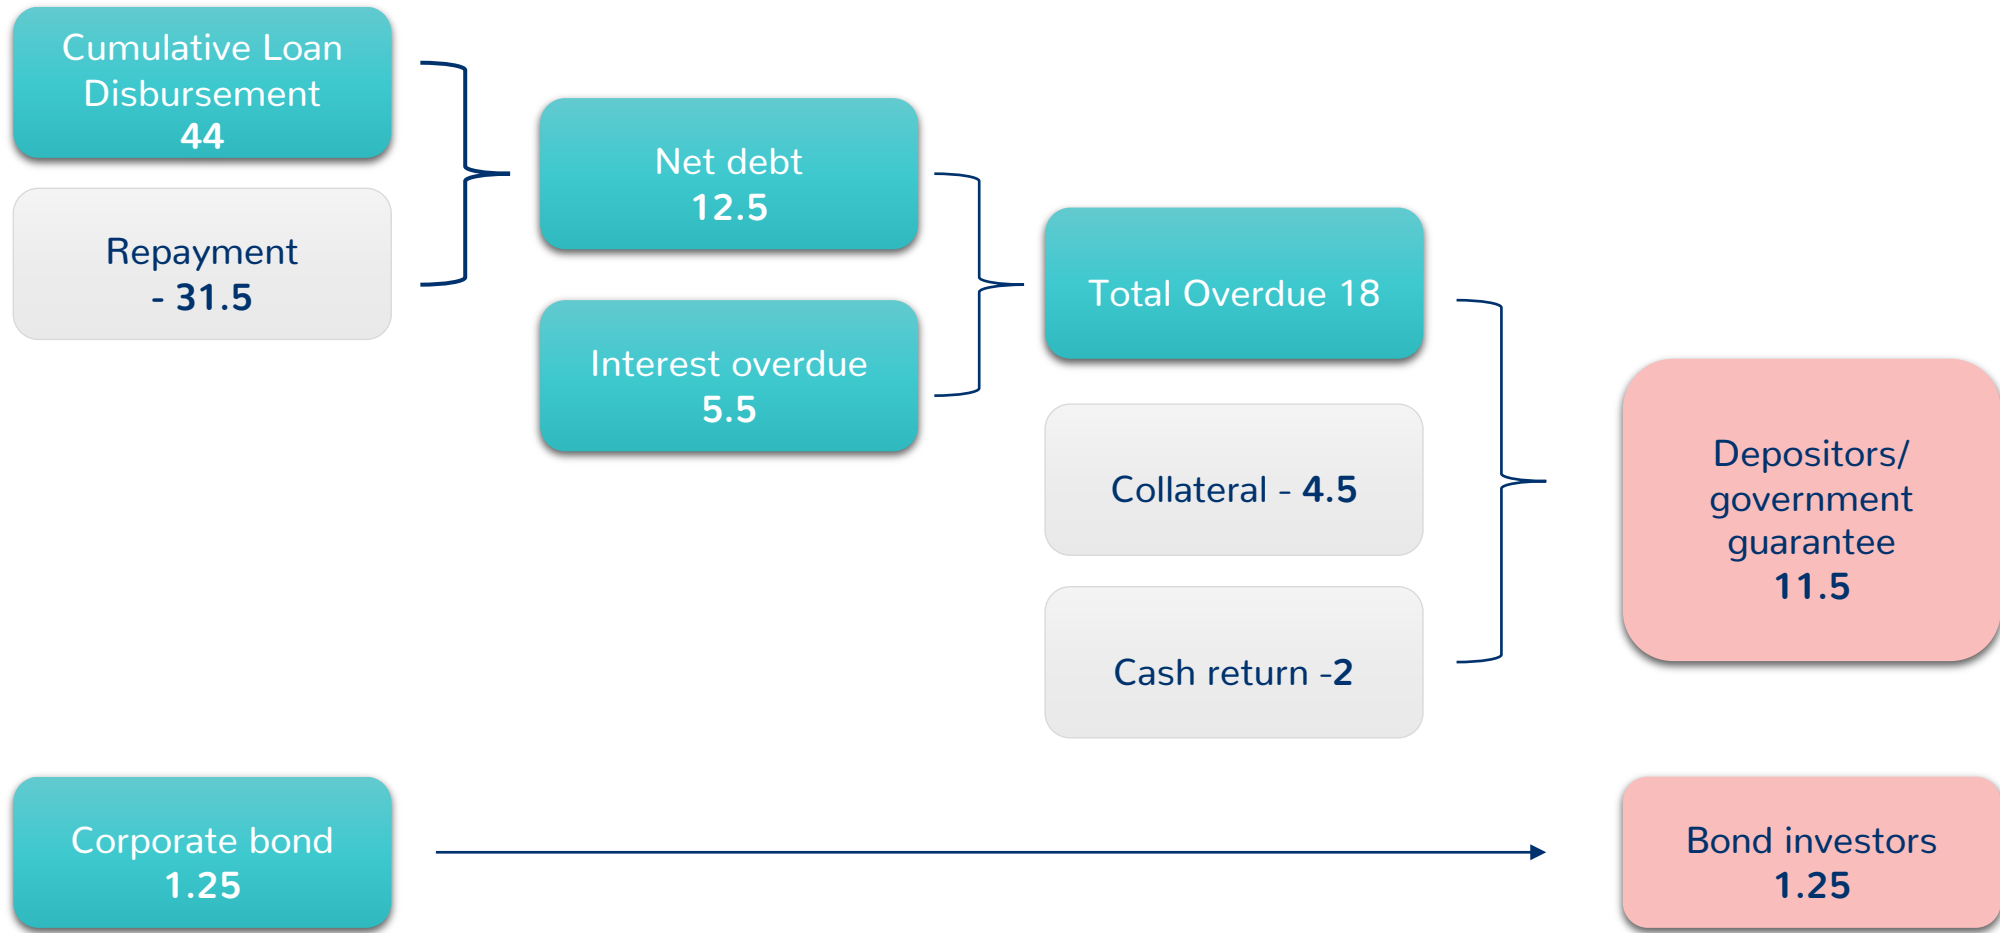 Cumulative Loan
Disbursement
44
Repayment
- 31.5
Net debt
12.5
Interest overdue
5.5
Total Overdue 18
Collateral - 4.5
Cash return -2
Depositors/
government
guarantee
11.5
Corporate bond
1.25
Bond investors
1.25